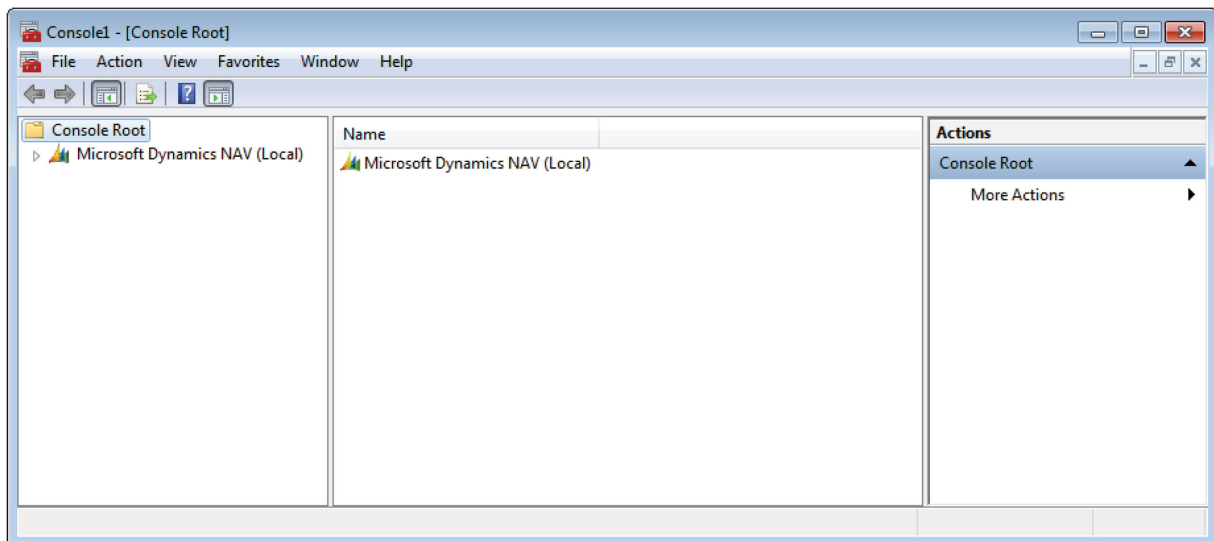 Console1 - [Console Root]
File Action View Favorites Window Help
Console Root
Microsoft Dynamics NAV (Local)
Name
Microsoft Dynamics NAV (Local)
Actions
Console Root
More Actions